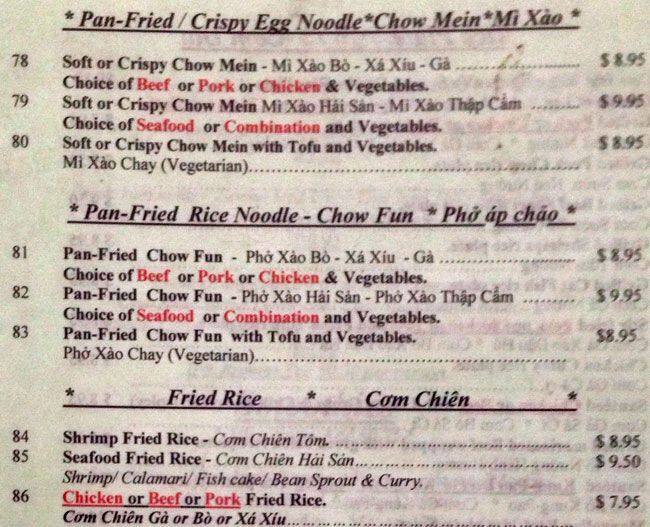 * Pan-Fried / Crispy Egg Noodle*Chow Mein*Mì Xào *
78 Soft or Crispy Chow Mein - Mì Xào Bò - Xá Xíu - Gà ........................ $ 8.95
Choice of Beef or Pork or Chicken & Vegetables.
79 Soft or Crispy Chow Mein Mì Xào Hải Sản - Mì Xào Thập Cẩm ........... $ 9.95
Choice of Seafood or Combination and Vegetables.
80 Soft or Crispy Chow Mein with Tofu and Vegetables. $ 8.95
Mì Xào Chay (Vegetarian)........................................................
* Pan-Fried Rice Noodle - Chow Fun * Phở áp chảo *
81 Pan-Fried Chow Fun - Phở Xào Bò - Xá Xíu - Gà ............................ $ 8.95
Choice of Beef or Pork or Chicken & Vegetables.
82 Pan-Fried Chow Fun - Phở Xào Hải Sản - Phở Xào Thập Cẩm ............. $ 9.95
Choice of Seafood or Combination and Vegetables.
83 Pan-Fried Chow Fun with Tofu and Vegetables. $8.95
Phở Xào Chay (Vegetarian)........................................................
* Fried Rice * Cơm Chiên *
84 Shrimp Fried Rice - Cơm Chiên Tôm.......................................... $ 8.95
85 Seafood Fried Rice - Cơm Chiên Hải Sản..................................... $ 9.50
Shrimp/ Calamari/ Fish cake/ Bean Sprout & Curry.
86 Chicken or Beef or Pork Fried Rice. $ 7.95
Cơm Chiên Gà or Bò or Xá Xíu.................................................